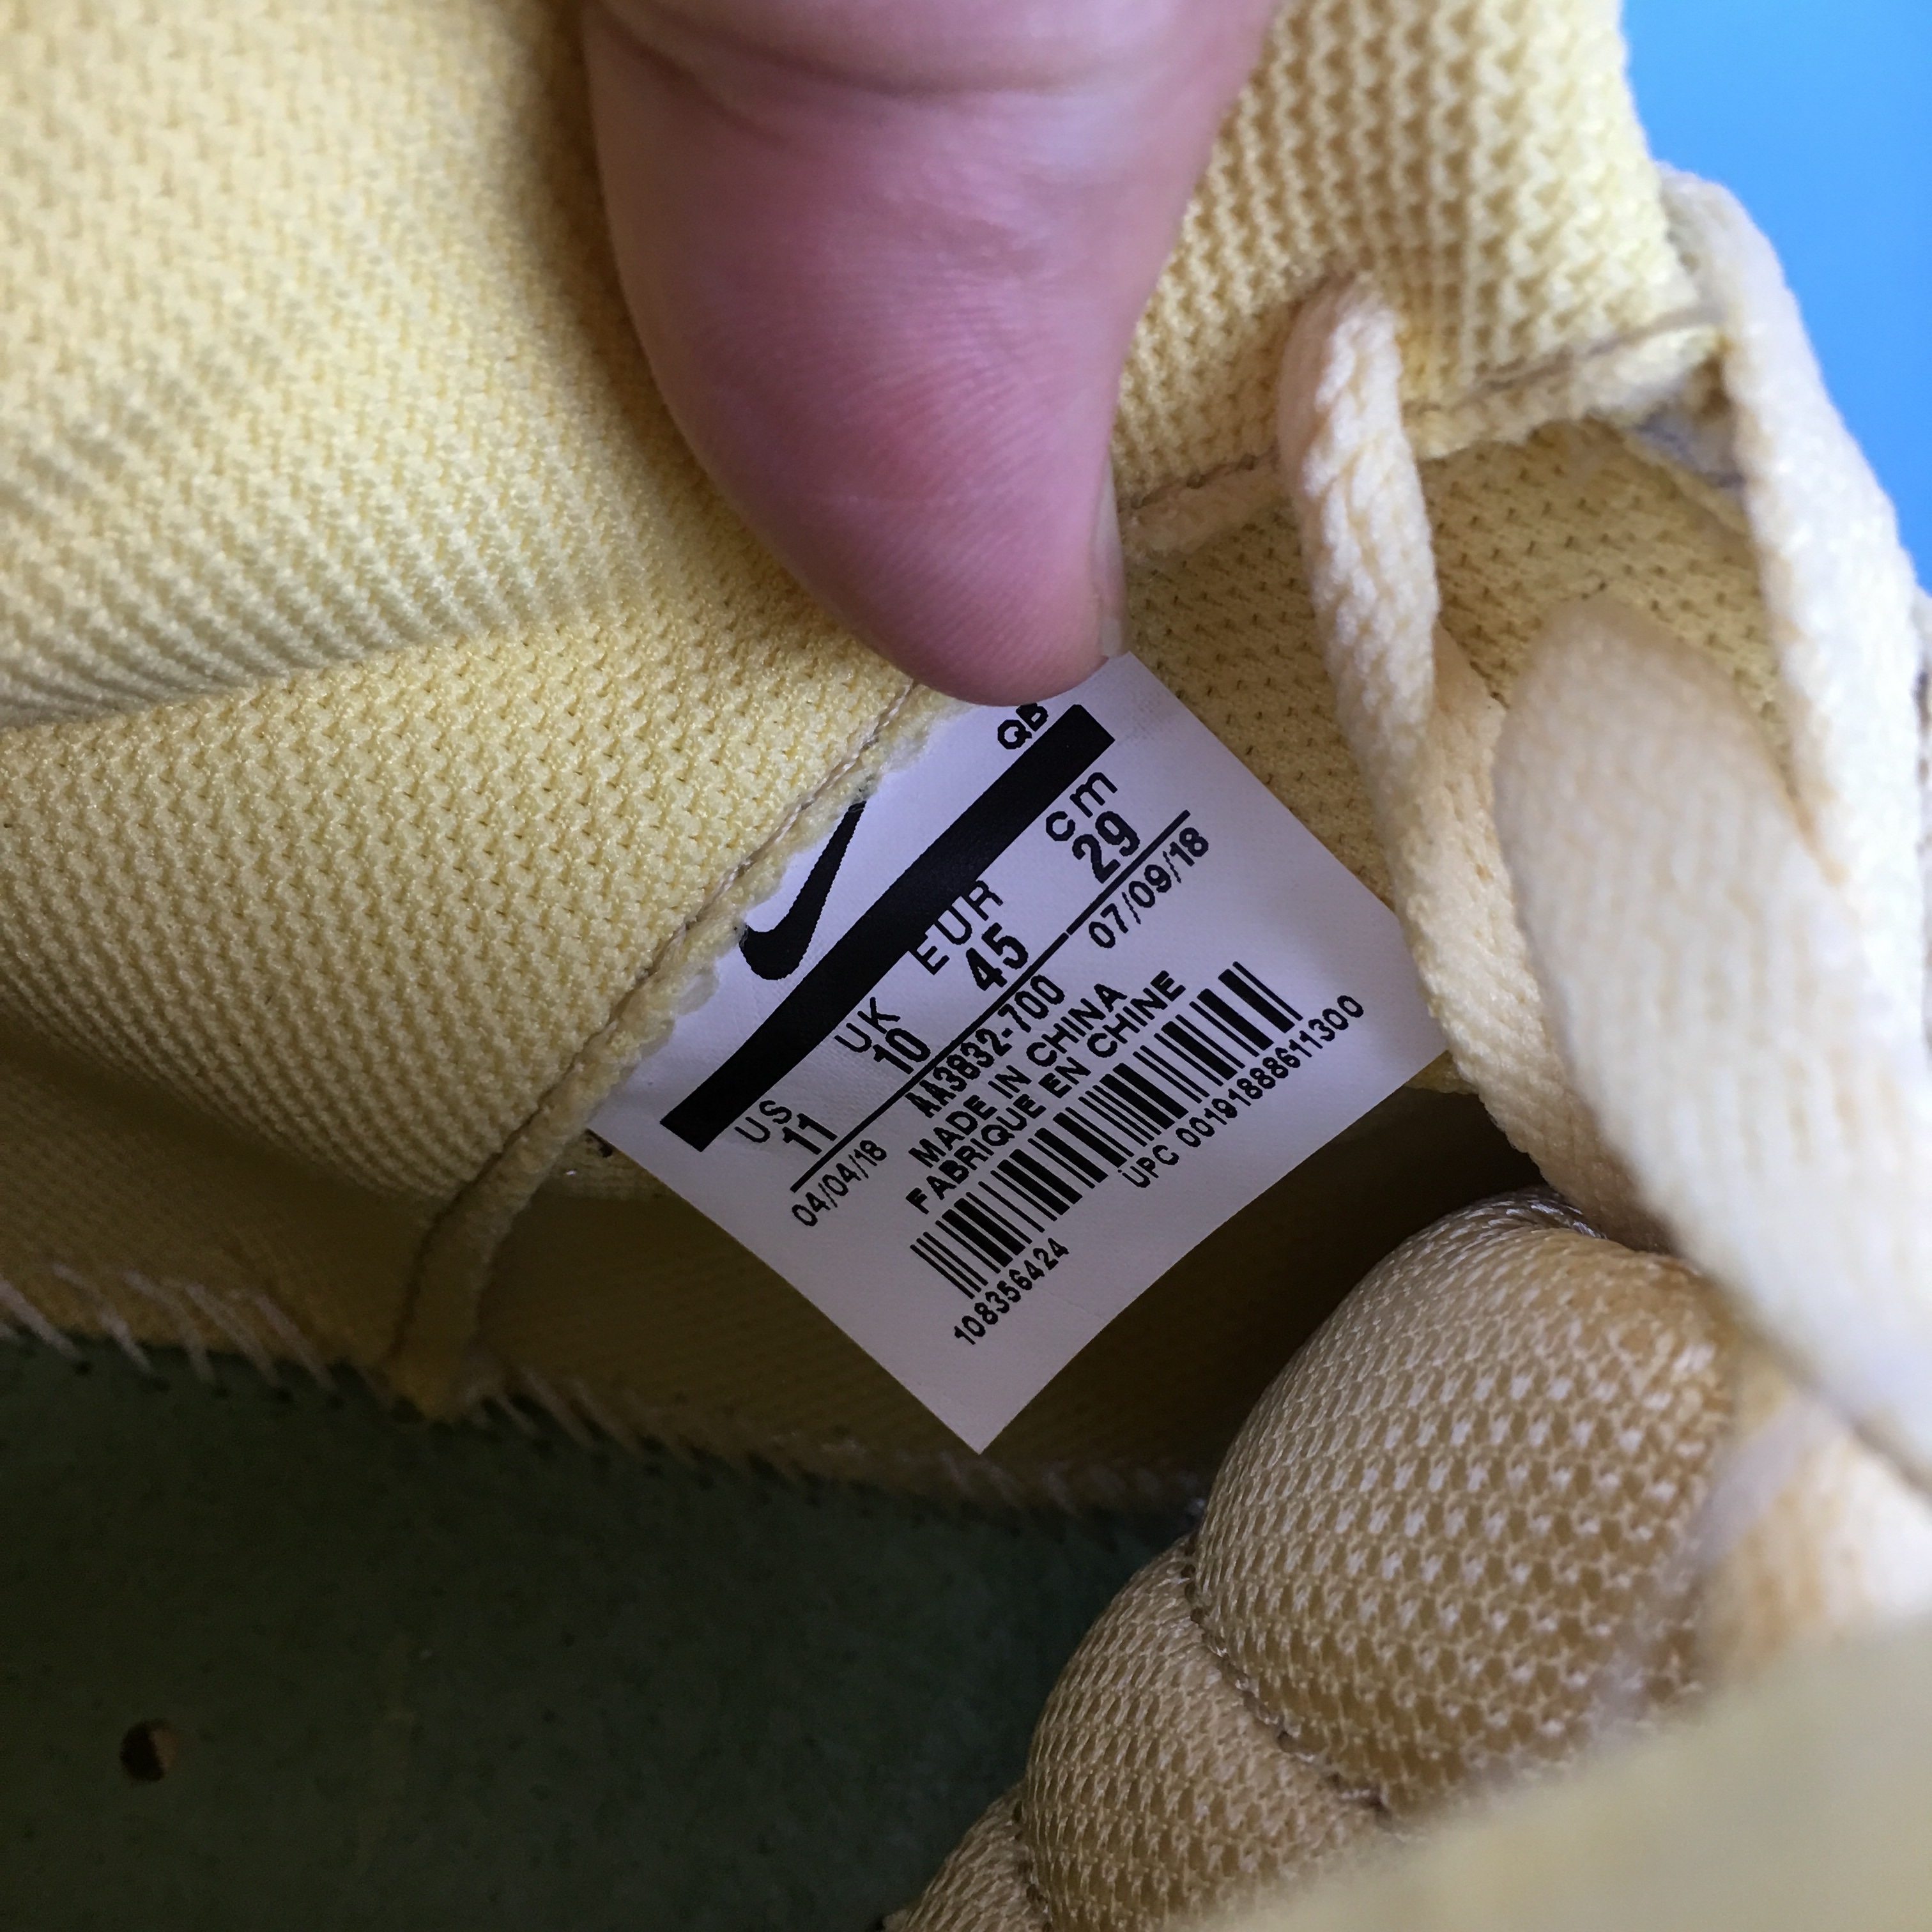 QB
US UK EUR cm
11 10 45 29
04/04/18 AA3832-700 07/09/18
MADE IN CHINA
FABRIQUE EN CHINE
UPC 00191888611300
108356424